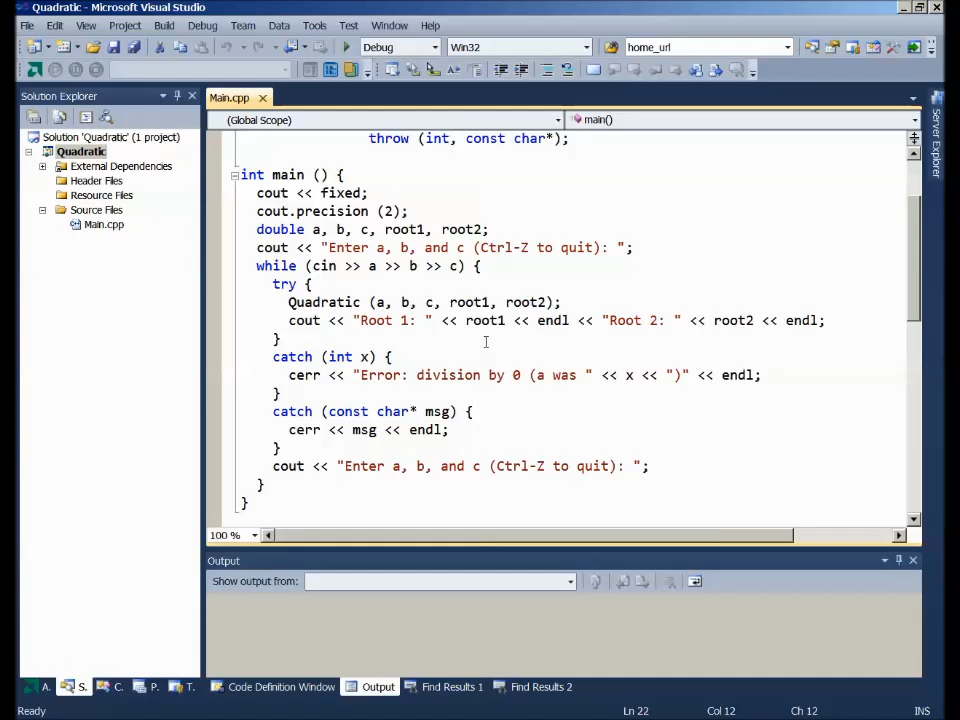 Quadratic - Microsoft Visual Studio
File Edit View Project Build Debug Team Data Tools Test Window Help
Debug Win32 home_url
Solution Explorer
Main.cpp
(Global Scope) main()
Solution 'Quadratic' (1 project)
Quadratic
External Dependencies
Header Files
Resource Files
Source Files
Main.cpp
throw (int, const char*);
int main () {
cout << fixed;
cout.precision (2);
double a, b, c, root1, root2;
cout << "Enter a, b, and c (Ctrl-Z to quit): ";
while (cin >> a >> b >> c) {
try {
Quadratic (a, b, c, root1, root2);
cout << "Root 1: " << root1 << endl << "Root 2: " << root2 << endl;
}
catch (int x) {
cerr << "Error: division by 0 (a was " << x << ")" << endl;
}
catch (const char* msg) {
cerr << msg << endl;
}
cout << "Enter a, b, and c (Ctrl-Z to quit): ";
}
}
Server Explorer
100 %
Output
Show output from:
A. S. C. P. T. Code Definition Window Output Find Results 1 Find Results 2
Ready Ln 22 Col 12 Ch 12 INS